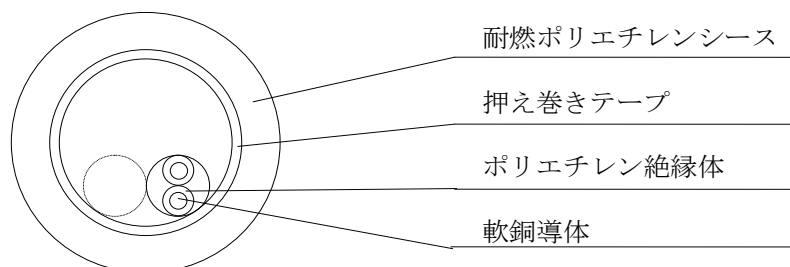 耐燃ポリエチレンシース
押え巻きテープ
ポリエチレン絶縁体
軟銅導体